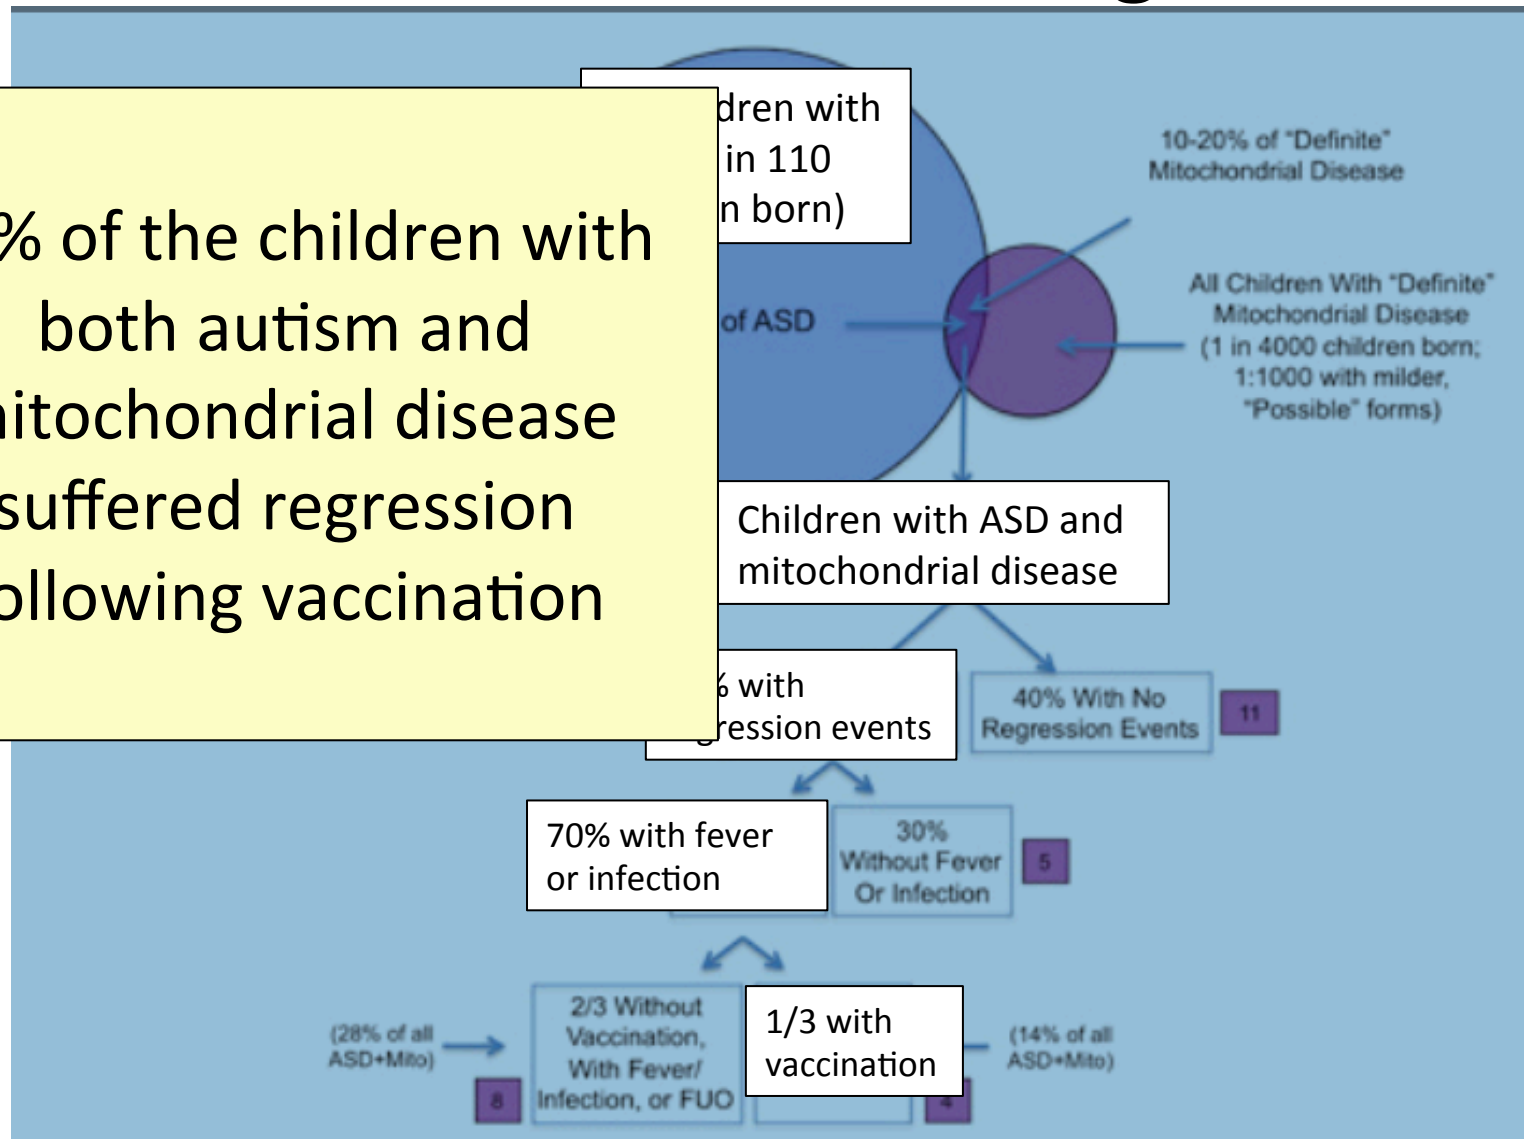 dren with
in 110
n born)
10-20% of “Definite”
Mitochondrial Disease
% of the children with
both autism and
itochondrial disease
suffered regression
ollowing vaccination
of ASD
All Children With “Definite”
Mitochondrial Disease
(1 in 4000 children born;
1:1000 with milder,
“Possible” forms)
Children with ASD and
mitochondrial disease
% with
ression events
40% With No
Regression Events
11
70% with fever
or infection
30%
Without Fever
Or Infection
5
(28% of all
ASD+Mito)
2/3 Without
Vaccination,
With Fever/
Infection, or FUO
8
1/3 with
vaccination
4
(14% of all
ASD+Mito)